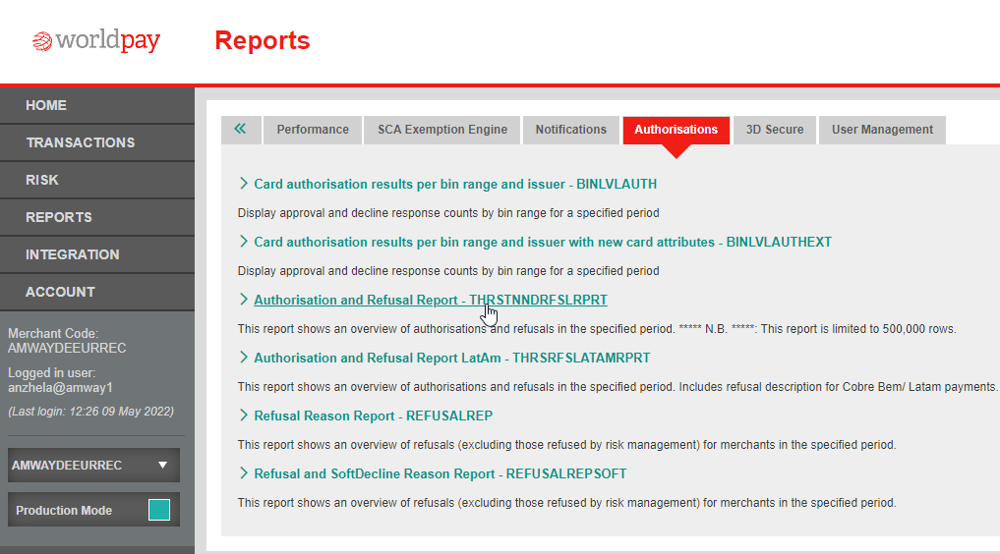 worldpay
Reports
HOME
TRANSACTIONS
RISK
REPORTS
INTEGRATION
ACCOUNT
Merchant Code:
AMWAYDEEURREC
Logged in user:
anzhela@amway1
(Last login: 12:26 09 May 2022)
AMWAYDEEURREC
Production Mode
Performance
SCA Exemption Engine
Notifications
Authorisations
3D Secure
User Management
Card authorisation results per bin range and issuer - BINLVLAUTH
Display approval and decline response counts by bin range for a specified period
Card authorisation results per bin range and issuer with new card attributes - BINLVLAUTHEXT
Display approval and decline response counts by bin range for a specified period
Authorisation and Refusal Report - THRSTNNDRFSLRPRT
This report shows an overview of authorisations and refusals in the specified period. ***** N.B. *****: This report is limited to 500,000 rows.
Authorisation and Refusal Report LatAm - THRSRFSLATAMRPRT
This report shows an overview of authorisations and refusals in the specified period. Includes refusal description for Cobre Bem/ Latam payments.
Refusal Reason Report - REFUSALREP
This report shows an overview of refusals (excluding those refused by risk management) for merchants in the specified period.
Refusal and SoftDecline Reason Report - REFUSALREPSOFT
This report shows an overview of refusals (excluding those refused by risk management) for merchants in the specified period.